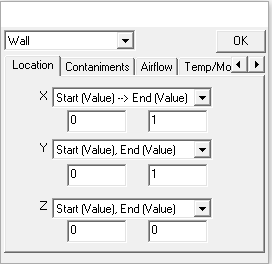 Wall OK
Location Contaniments Airflow Temp/Mo
X Start (Value) --> End (Value)
0 1
Y Start (Value), End (Value)
0 1
Z Start (Value), End (Value)
0 0